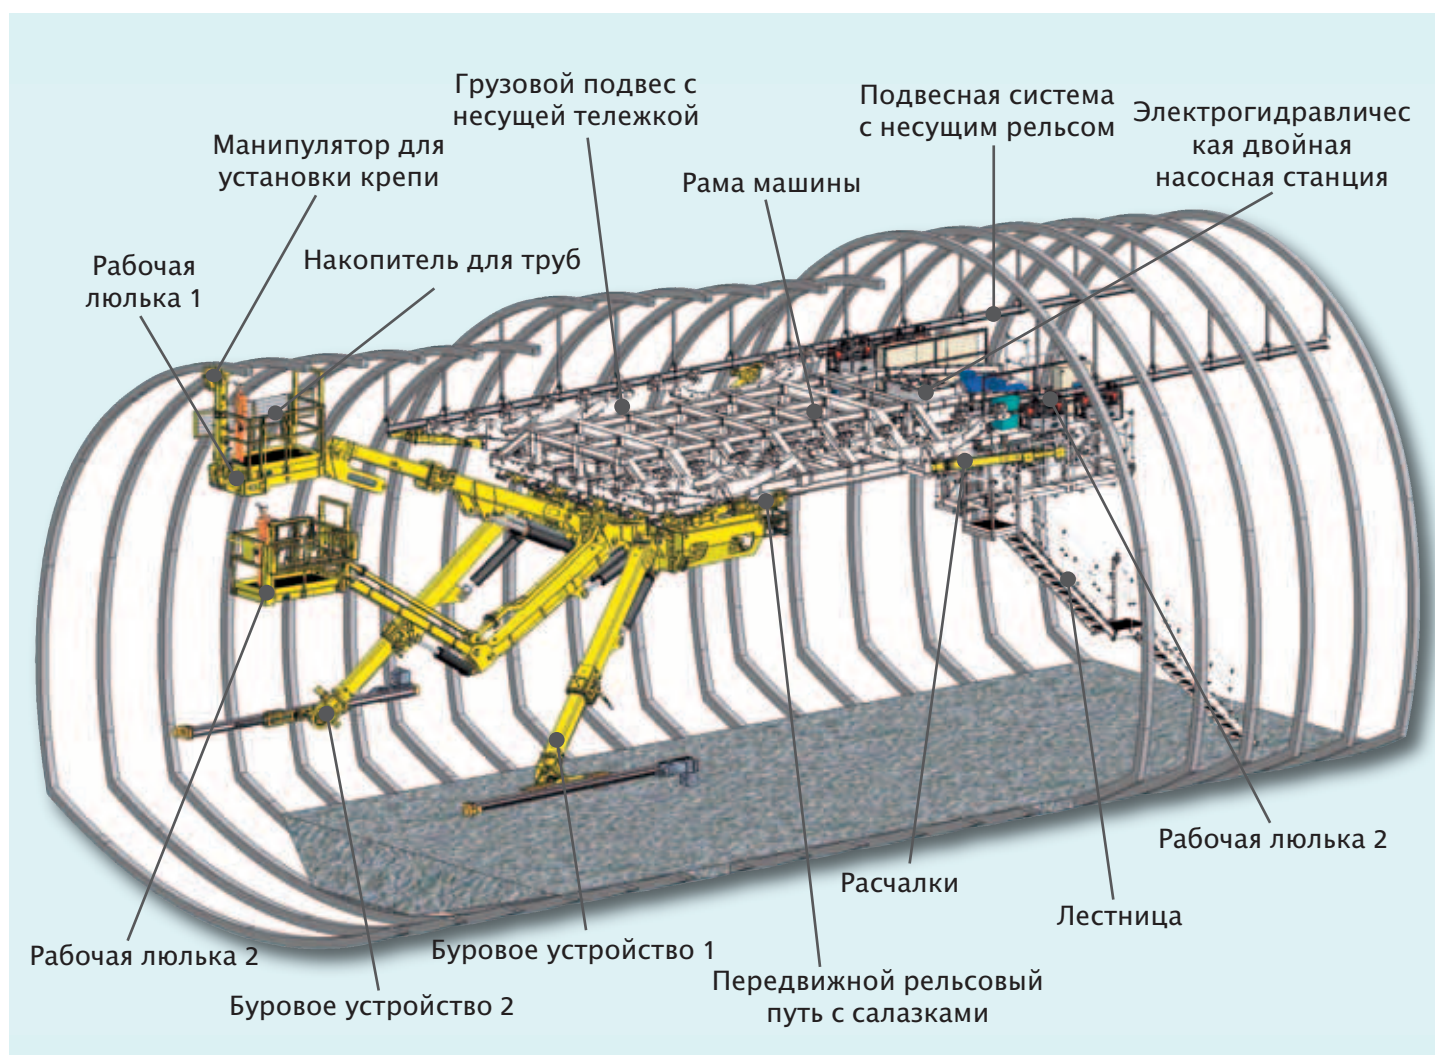 Грузовой подвес с
несущей тележкой
Подвесная система
с несущим рельсом
Электрогидравличес
кая двойная
насосная станция
Манипулятор для
установки крепи
Рама машины
Рабочая
люлька 1
Накопитель для труб
Рабочая люлька 2
Расчалки
Лестница
Рабочая люлька 2
Буровое устройство 1
Буровое устройство 2
Передвижной рельсовый
путь с салазками